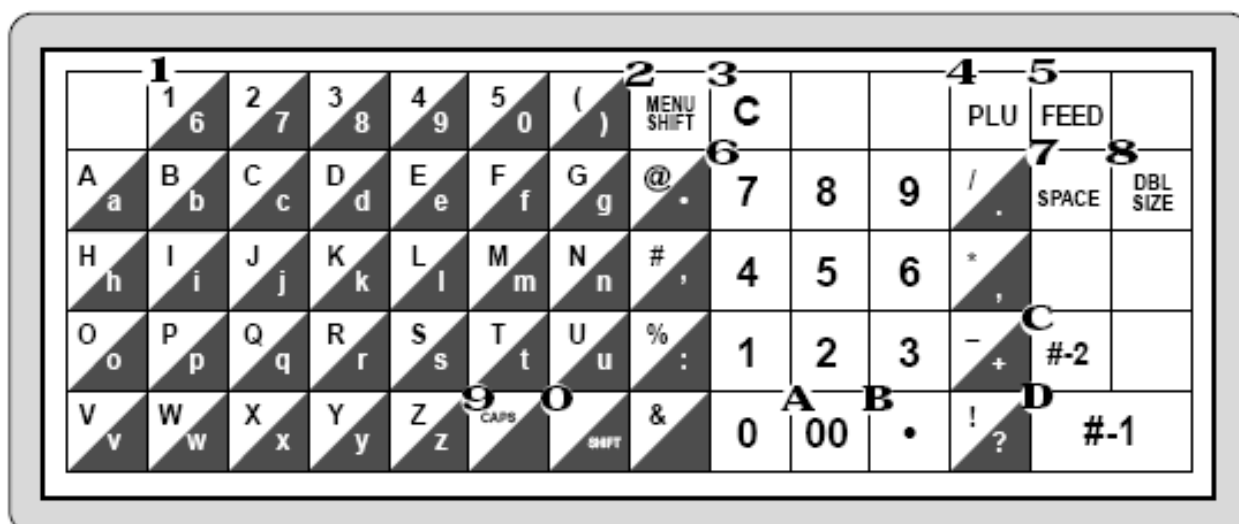 1 2 3 4 5
1 6 2 7 3 8 4 9 5 0 ( ) MENU SHIFT C PLU FEED
6 7 8
A a B b C c D d E e F f G g @ . 7 8 9 / . SPACE DBL SIZE
H h I i J j K k L l M m N n # , 4 5 6 * ,
C
O o P p Q q R r S s T t U u % : 1 2 3 – + #-2
9 0 A B D
V v W w X x Y y Z z CAPS SHIFT & 0 00 • ! ? #-1